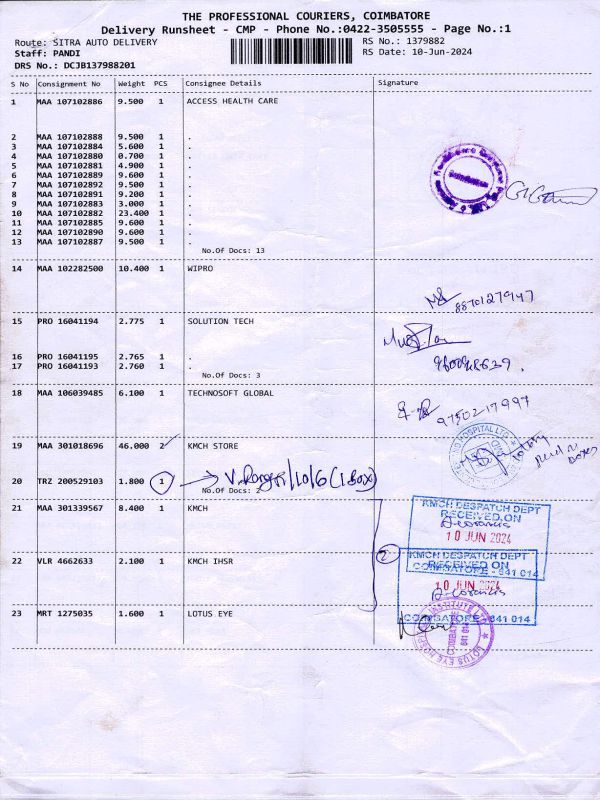 THE PROFESSIONAL COURIERS, COIMBATORE
Delivery Runsheet - CMP - Phone No.:0422-3505555 - Page No.:1
Route: SITRA AUTO DELIVERY RS No.: 1379882
Staff: PANDI RS Date: 10-Jun-2024
DRS No.: DCJB137988201
S No Consignment No Weight PCS Consignee Details Signature
1 MAA 107102886 9.500 1 ACCESS HEALTH CARE
2 MAA 107102888 9.500 1 .
3 MAA 107102884 5.600 1 .
4 MAA 107102880 0.700 1 .
5 MAA 107102881 4.900 1 .
6 MAA 107102889 9.600 1 .
7 MAA 107102892 9.500 1 .
8 MAA 107102891 9.200 1 .
9 MAA 107102883 3.000 1 .
10 MAA 107102882 23.400 1 .
11 MAA 107102885 9.600 1 .
12 MAA 107102890 9.600 1 .
13 MAA 107102887 9.500 1 .
No.Of Docs: 13
14 MAA 102282500 10.400 1 WIPRO
8870127947
15 PRO 16041194 2.775 1 SOLUTION TECH
16 PRO 16041195 2.765 1 .
17 PRO 16041193 2.760 1 .
No.Of Docs: 3
18 MAA 106039485 6.100 1 TECHNOSOFT GLOBAL
9750217997
19 MAA 301018696 46.000 2 KMCH STORE
20 TRZ 200529103 1.800 1 .
(1 Box)
No.Of Docs: 2
21 MAA 301339567 8.400 1 KMCH
KMCH DESPATCH DEPT
RECEIVED ON
10 JUN 2024
COIMBATORE - 641 014
22 VLR 4662633 2.100 1 KMCH IHSR
2
KMCH DESPATCH DEPT
RECEIVED ON
10 JUN 2024
COIMBATORE - 641 014
23 MRT 1275035 1.600 1 LOTUS EYE